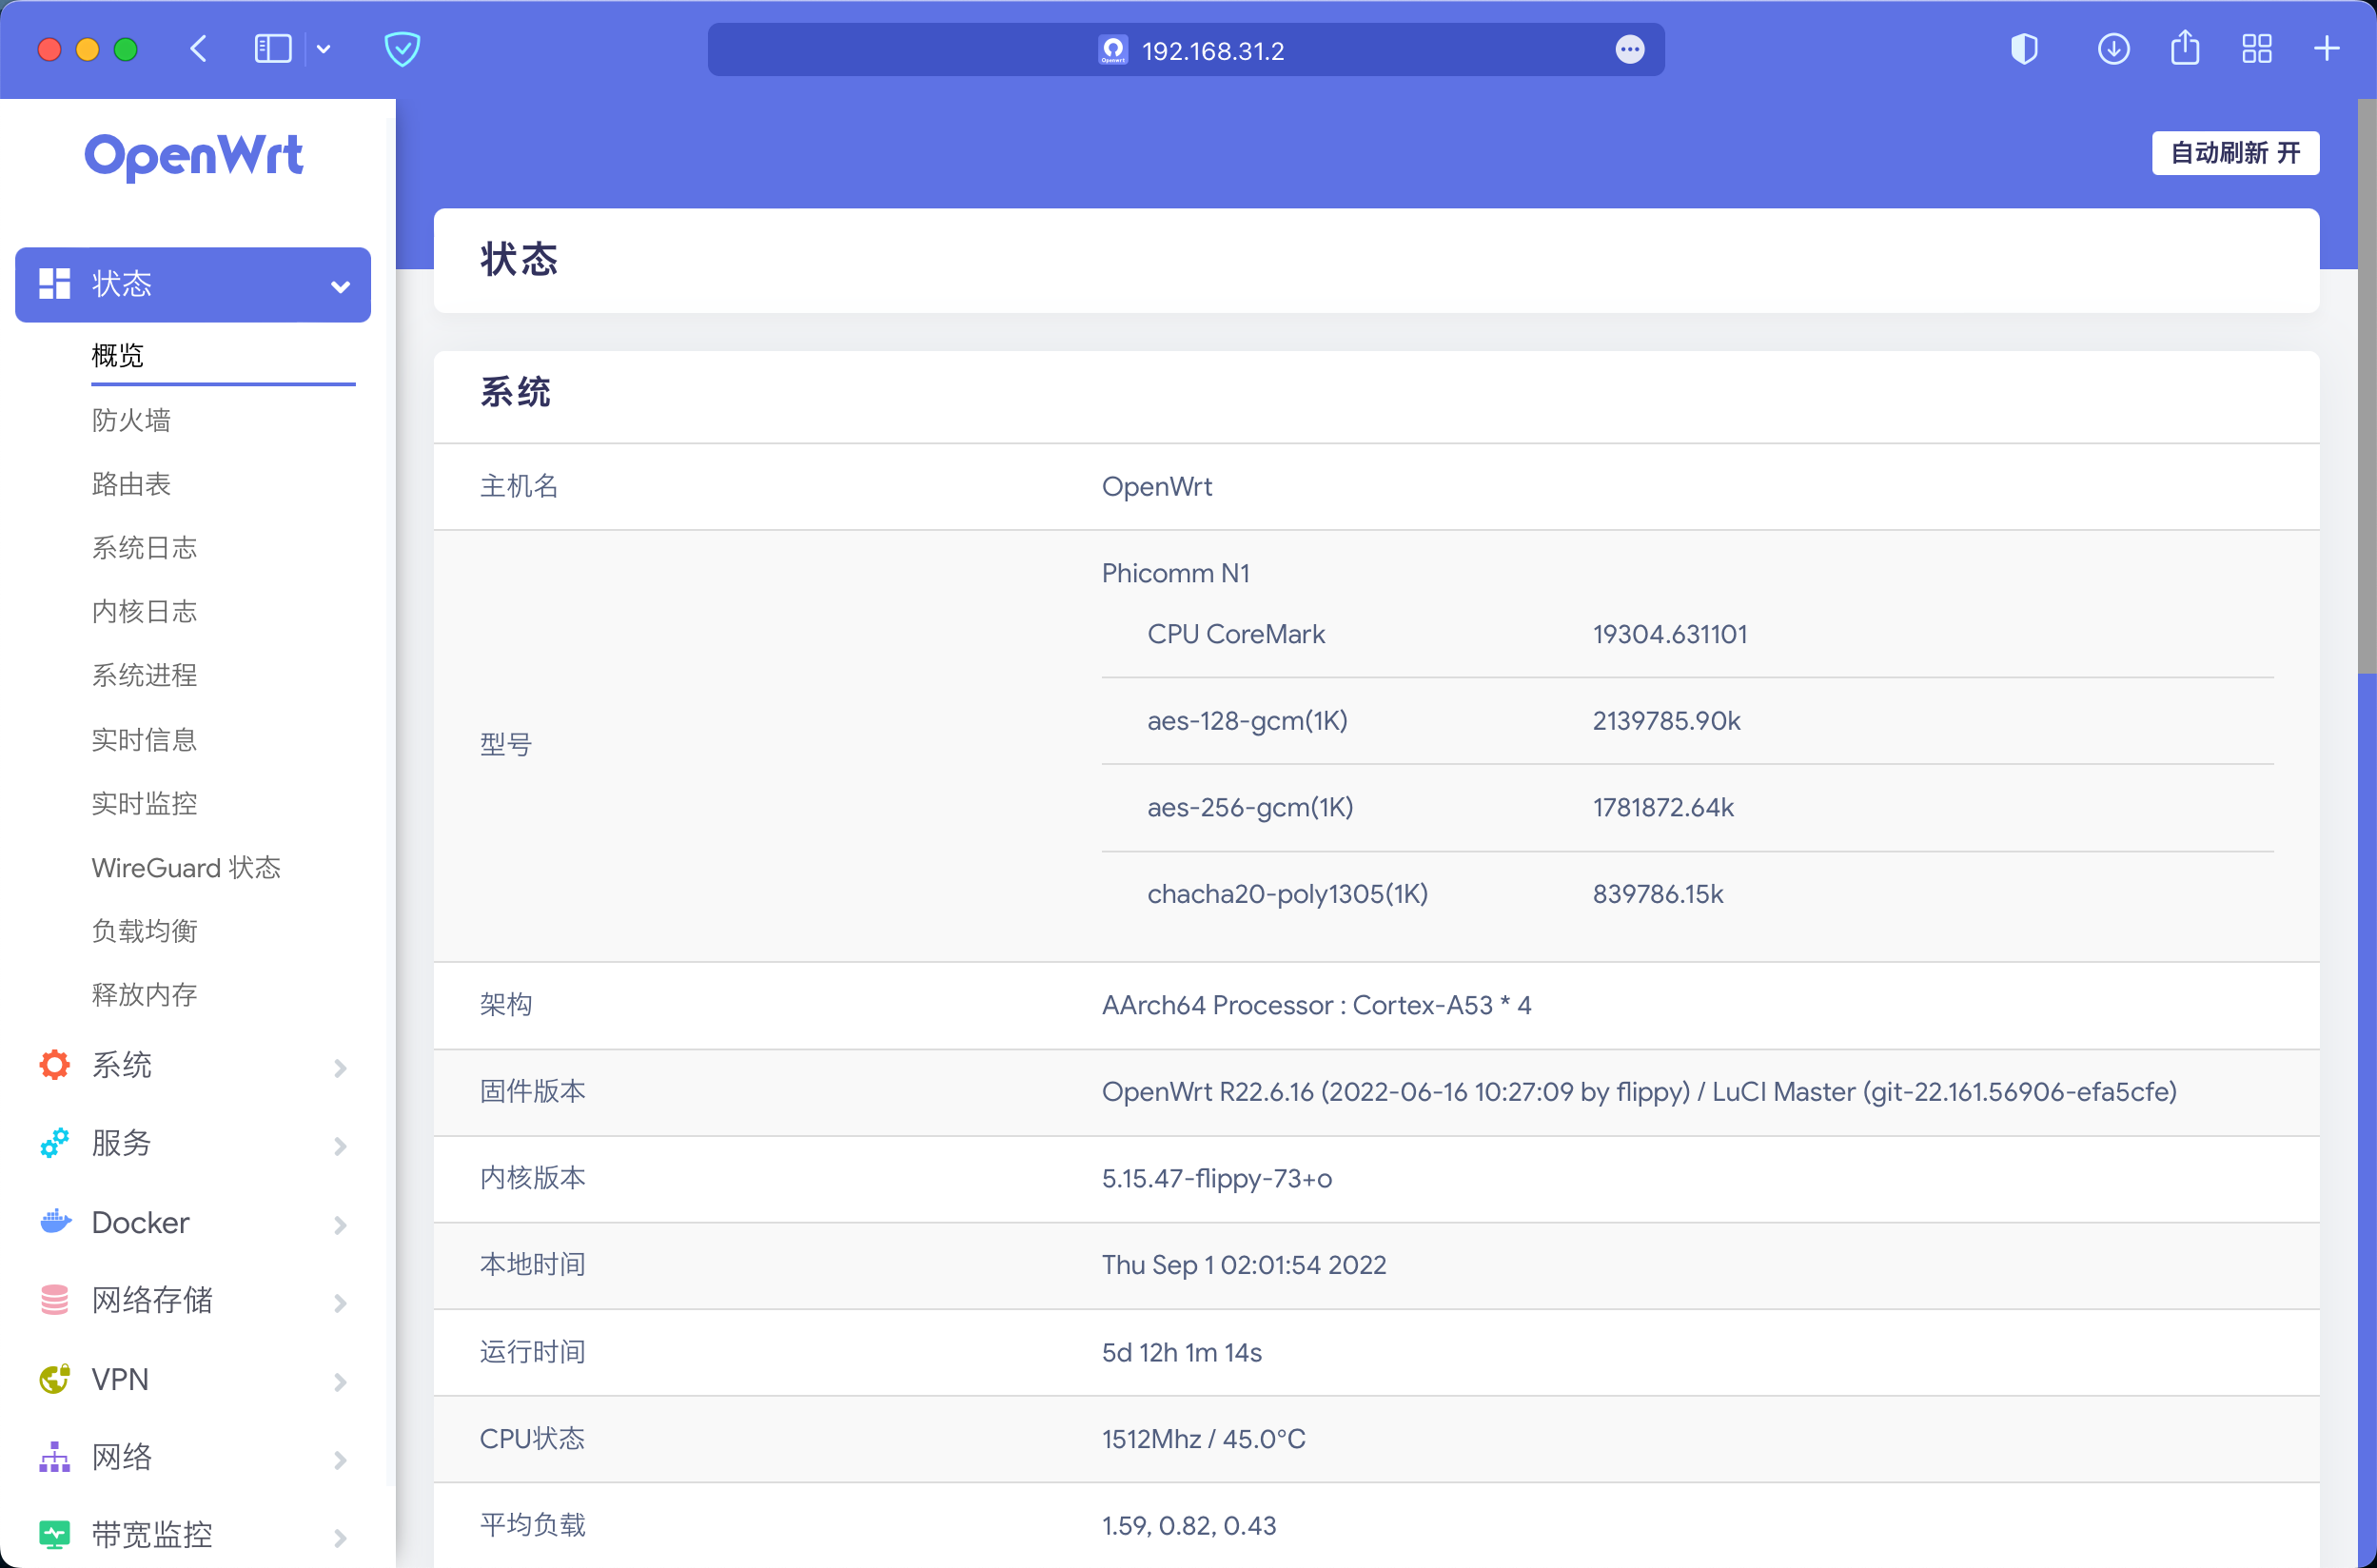 192.168.31.2
OpenWrt
自动刷新 开
状态
概览
防火墙
路由表
系统日志
内核日志
系统进程
实时信息
实时监控
WireGuard 状态
负载均衡
释放内存
系统
服务
Docker
网络存储
VPN
网络
带宽监控
状态
系统
主机名 OpenWrt
型号 Phicomm N1
CPU CoreMark 19304.631101
aes-128-gcm(1K) 2139785.90k
aes-256-gcm(1K) 1781872.64k
chacha20-poly1305(1K) 839786.15k
架构 AArch64 Processor : Cortex-A53 * 4
固件版本 OpenWrt R22.6.16 (2022-06-16 10:27:09 by flippy) / LuCI Master (git-22.161.56906-efa5cfe)
内核版本 5.15.47-flippy-73+o
本地时间 Thu Sep 1 02:01:54 2022
运行时间 5d 12h 1m 14s
CPU状态 1512Mhz / 45.0°C
平均负载 1.59, 0.82, 0.43